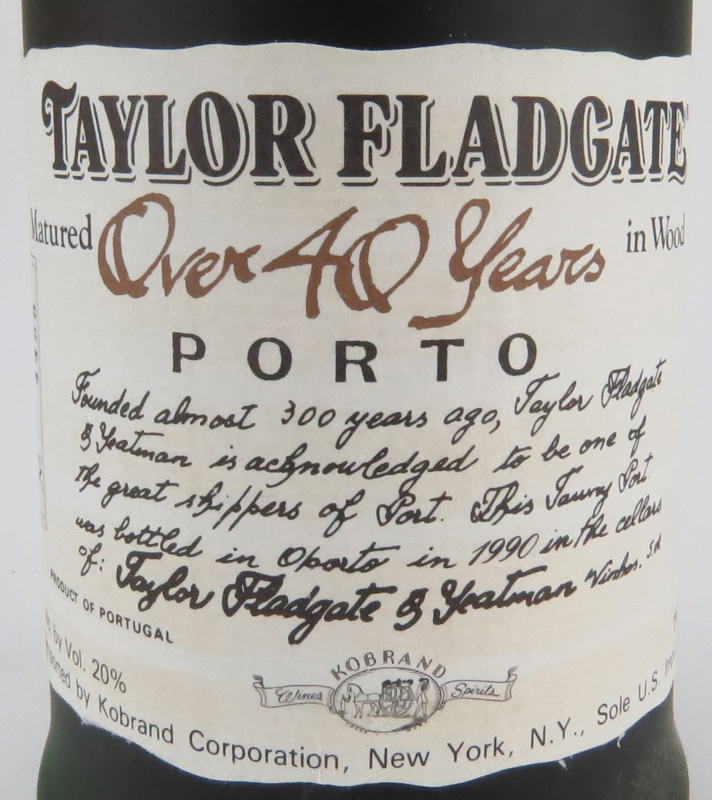 TAYLOR FLADGATE
Matured Over 40 Years in Wood
PORTO
Founded almost 300 years ago, Taylor Fladgate
& Yeatman is acknowledged to be one of
the great shippers of Port. This Tawny Port
was bottled in Oporto in 1990 in the cellars
of: Taylor Fladgate & Yeatman Vinhos. S.A
PRODUCT OF PORTUGAL
by Vol. 20%
KOBRAND
Wines Spirits
by Kobrand Corporation, New York, N.Y., Sole U.S.